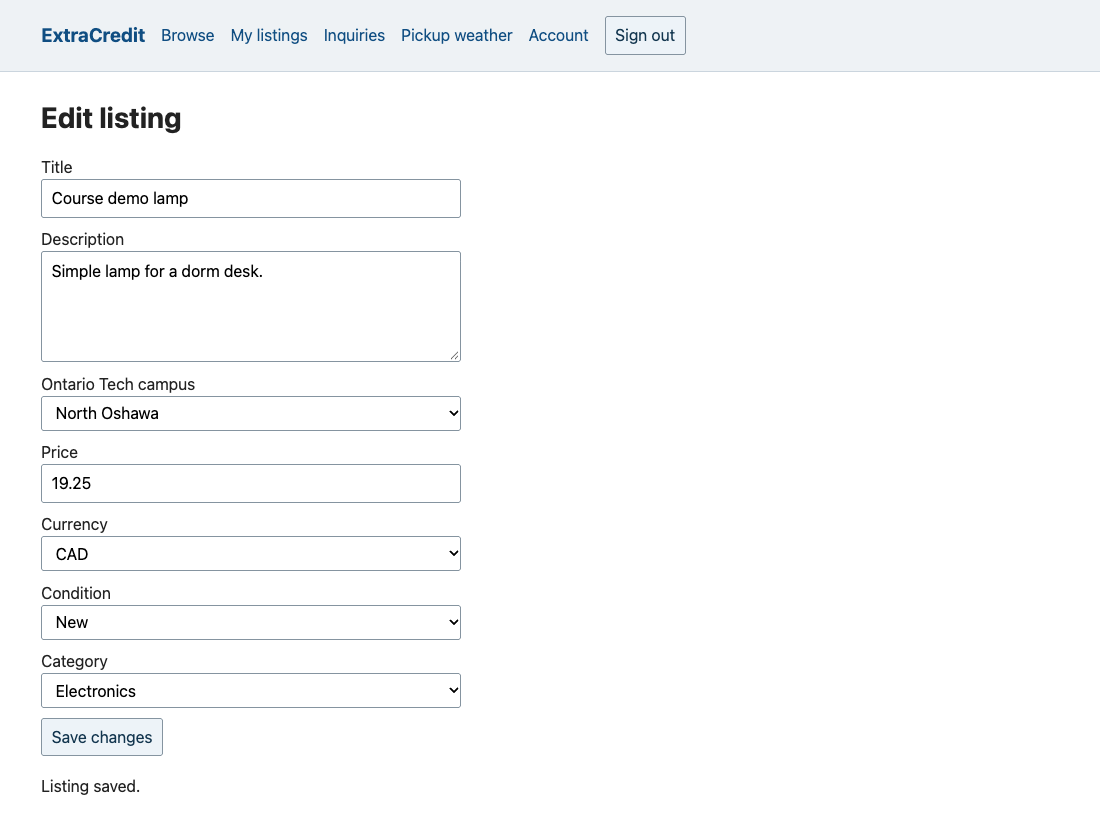 ExtraCredit Browse My listings Inquiries Pickup weather Account Sign out
Edit listing
Title
Course demo lamp
Description
Simple lamp for a dorm desk.
Ontario Tech campus
North Oshawa
Price
19.25
Currency
CAD
Condition
New
Category
Electronics
Save changes
Listing saved.